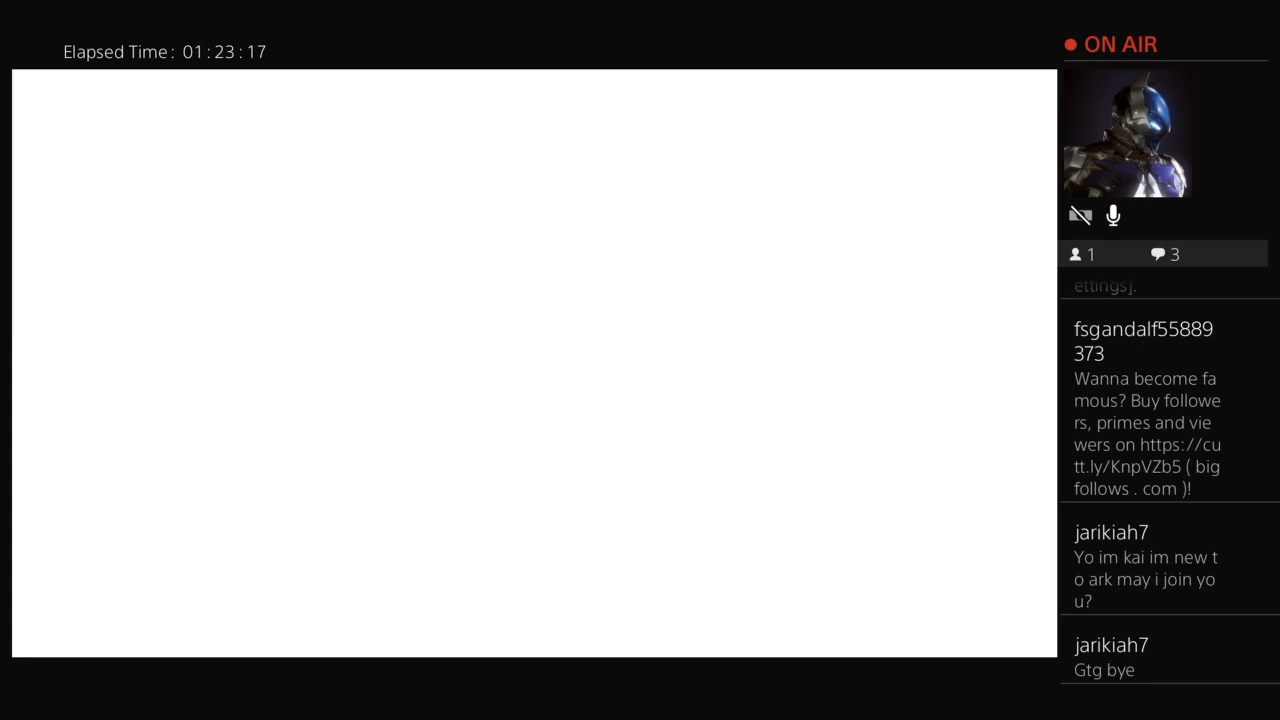 Elapsed Time: 01:23:17
ON AIR
1
3
ettings].
fsgandalf55889
373
Wanna become fa
mous? Buy followe
rs, primes and vie
wers on https://cu
tt.ly/KnpVZb5 ( big
follows . com )!
jarikiah7
Yo im kai im new t
o ark may i join yo
u?
jarikiah7
Gtg bye